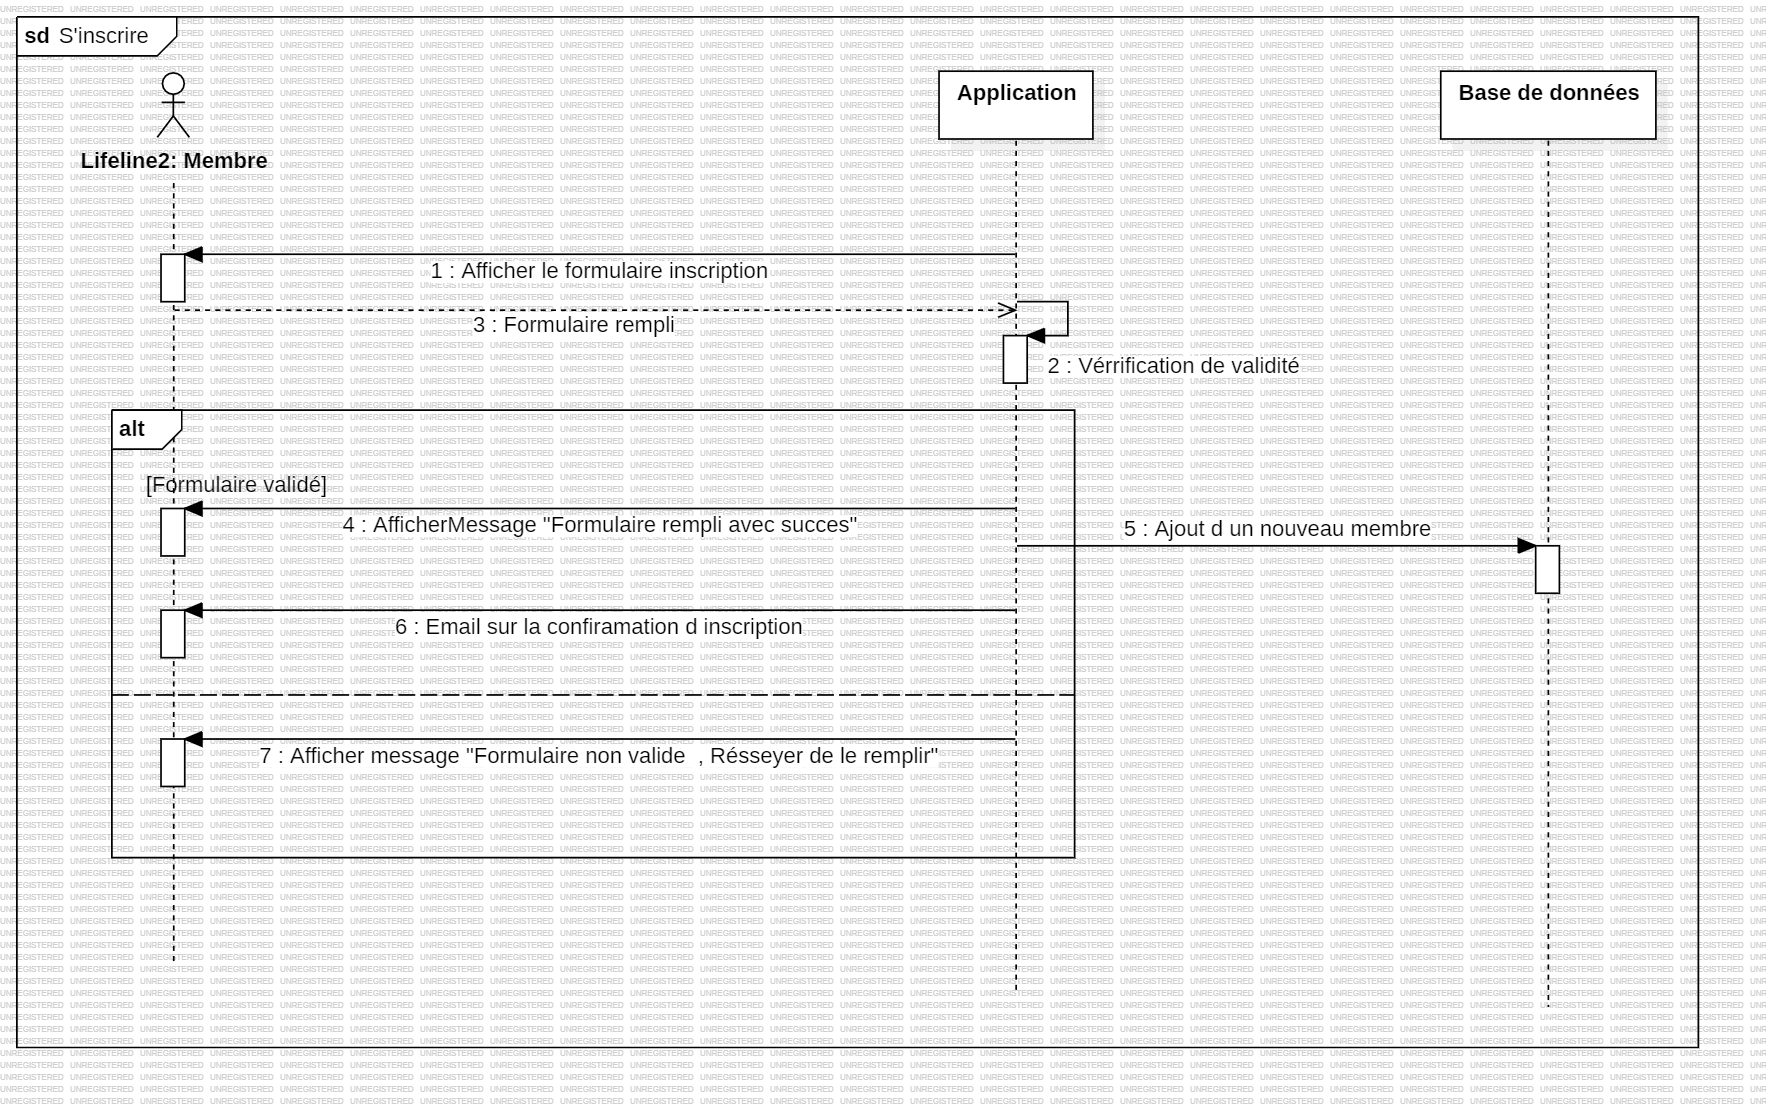 sd S'inscrire
Application
Base de données
Lifeline2: Membre
1 : Afficher le formulaire inscription
3 : Formulaire rempli
2 : Vérrification de validité
alt
[Formulaire validé]
4 : AfficherMessage "Formulaire rempli avec succes"
5 : Ajout d un nouveau membre
6 : Email sur la confiramation d inscription
7 : Afficher message "Formulaire non valide , Résseyer de le remplir"
UNREGISTERED